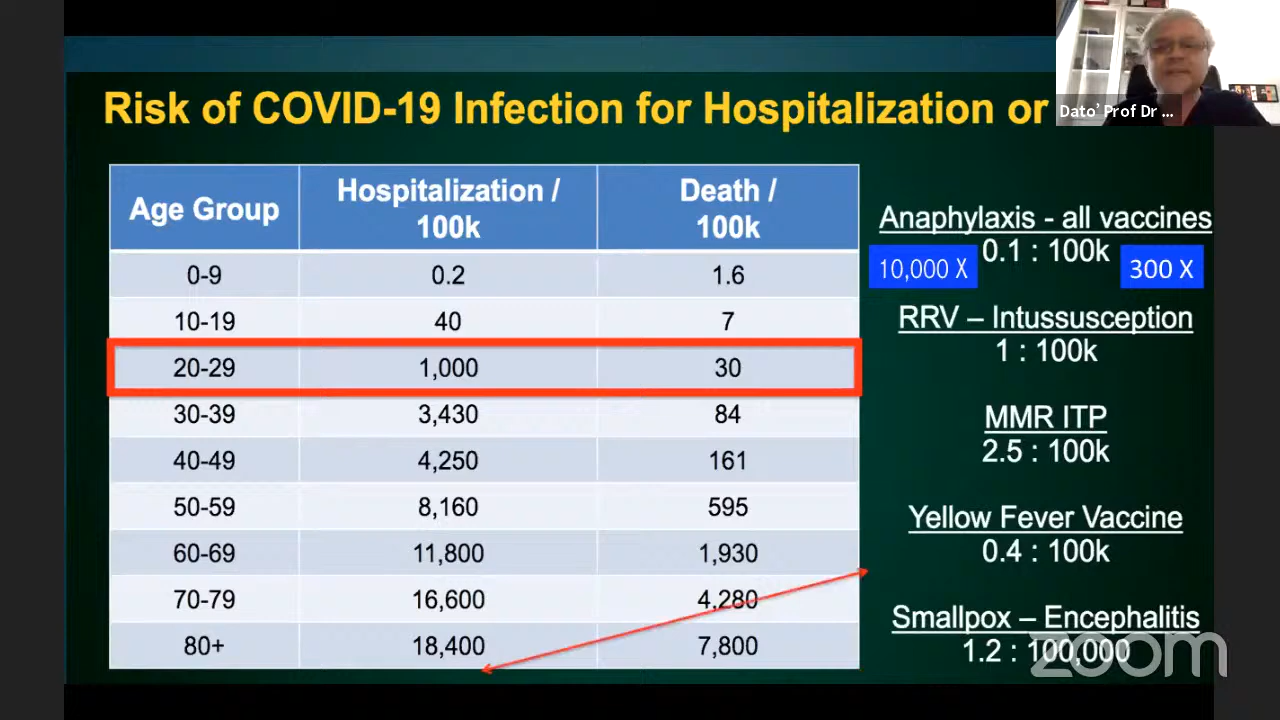 Risk of COVID-19 Infection for Hospitalization or
Dato' Prof Dr ...
Age Group
Hospitalization / 100k
Death / 100k
0-9 0.2 1.6
10-19 40 7
20-29 1,000 30
30-39 3,430 84
40-49 4,250 161
50-59 8,160 595
60-69 11,800 1,930
70-79 16,600 4,280
80+ 18,400 7,800
Anaphylaxis - all vaccines
0.1 : 100k
10,000 X
300 X
RRV – Intussusception
1 : 100k
MMR ITP
2.5 : 100k
Yellow Fever Vaccine
0.4 : 100k
Smallpox – Encephalitis
1.2 : 100,000
zoom